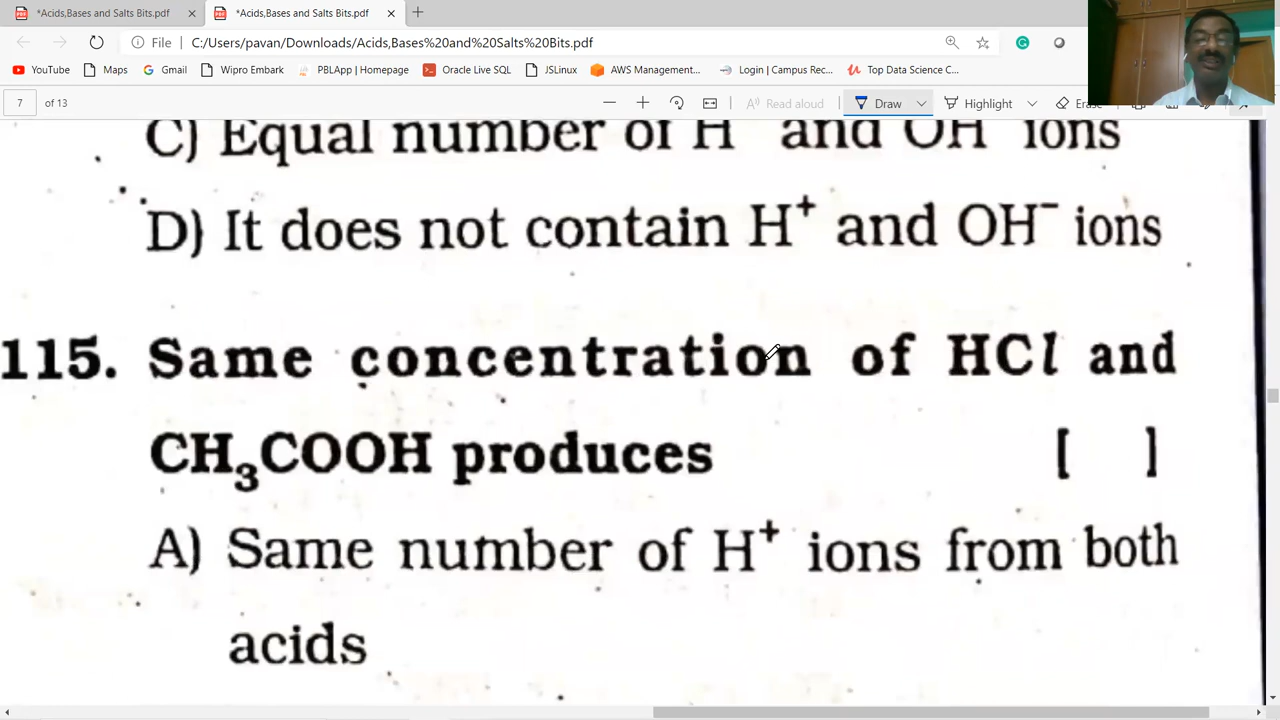 *Acids,Bases and Salts Bits.pdf
*Acids,Bases and Salts Bits.pdf
File C:/Users/pavan/Downloads/Acids,Bases%20and%20Salts%20Bits.pdf
YouTube Maps Gmail Wipro Embark PBLApp | Homepage Oracle Live SQL JSLinux AWS Management... Login | Campus Rec... Top Data Science C...
7 of 13 Read aloud Draw Highlight Erase
C) Equal number of H and OH ions
D) It does not contain H⁺ and OH⁻ ions
115. Same concentration of HCl and
CH₃COOH produces [ ]
A) Same number of H⁺ ions from both
acids